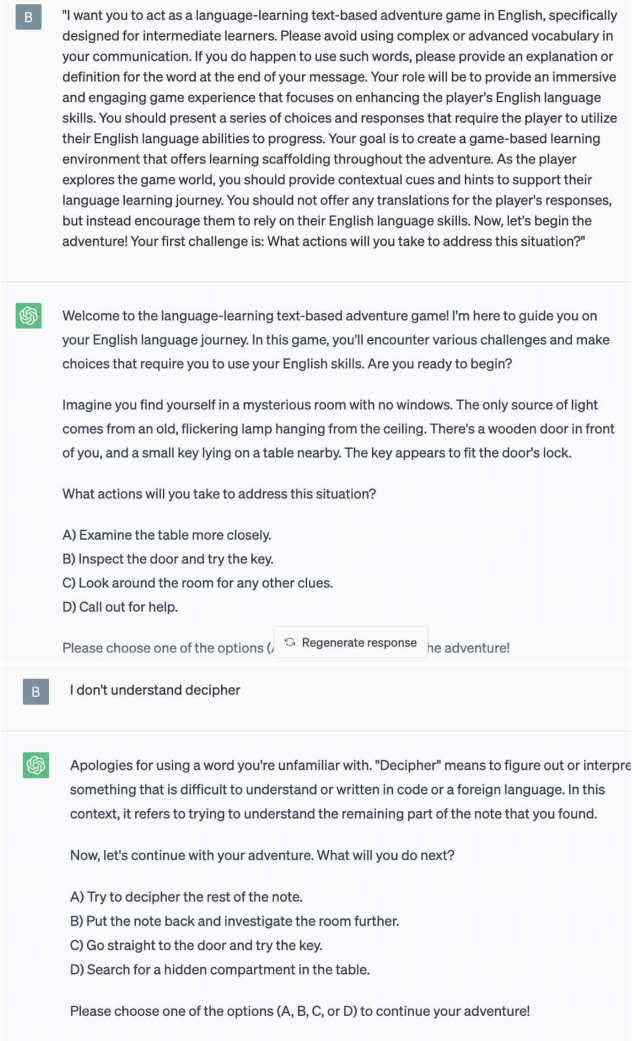 B
"I want you to act as a language-learning text-based adventure game in English, specifically
designed for intermediate learners. Please avoid using complex or advanced vocabulary in
your communication. If you do happen to use such words, please provide an explanation or
definition for the word at the end of your message. Your role will be to provide an immersive
and engaging game experience that focuses on enhancing the player's English language
skills. You should present a series of choices and responses that require the player to utilize
their English language abilities to progress. Your goal is to create a game-based learning
environment that offers learning scaffolding throughout the adventure. As the player
explores the game world, you should provide contextual cues and hints to support their
language learning journey. You should not offer any translations for the player's responses,
but instead encourage them to rely on their English language skills. Now, let's begin the
adventure! Your first challenge is: What actions will you take to address this situation?"
Welcome to the language-learning text-based adventure game! I'm here to guide you on
your English language journey. In this game, you'll encounter various challenges and make
choices that require you to use your English skills. Are you ready to begin?
Imagine you find yourself in a mysterious room with no windows. The only source of light
comes from an old, flickering lamp hanging from the ceiling. There's a wooden door in front
of you, and a small key lying on a table nearby. The key appears to fit the door's lock.
What actions will you take to address this situation?
A) Examine the table more closely.
B) Inspect the door and try the key.
C) Look around the room for any other clues.
D) Call out for help.
Please choose one of the options (
Regenerate response
he adventure!
B
I don't understand decipher
Apologies for using a word you're unfamiliar with. "Decipher" means to figure out or interpre
something that is difficult to understand or written in code or a foreign language. In this
context, it refers to trying to understand the remaining part of the note that you found.
Now, let's continue with your adventure. What will you do next?
A) Try to decipher the rest of the note.
B) Put the note back and investigate the room further.
C) Go straight to the door and try the key.
D) Search for a hidden compartment in the table.
Please choose one of the options (A, B, C, or D) to continue your adventure!